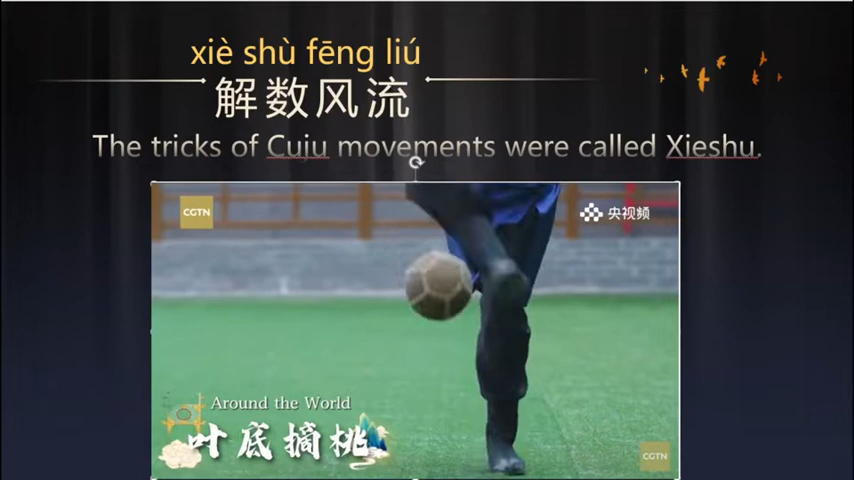 xiè shù fēng liú
解数风流
The tricks of Cuju movements were called Xieshu.
CGTN
央视频
Around the World
叶底摘桃
CGTN